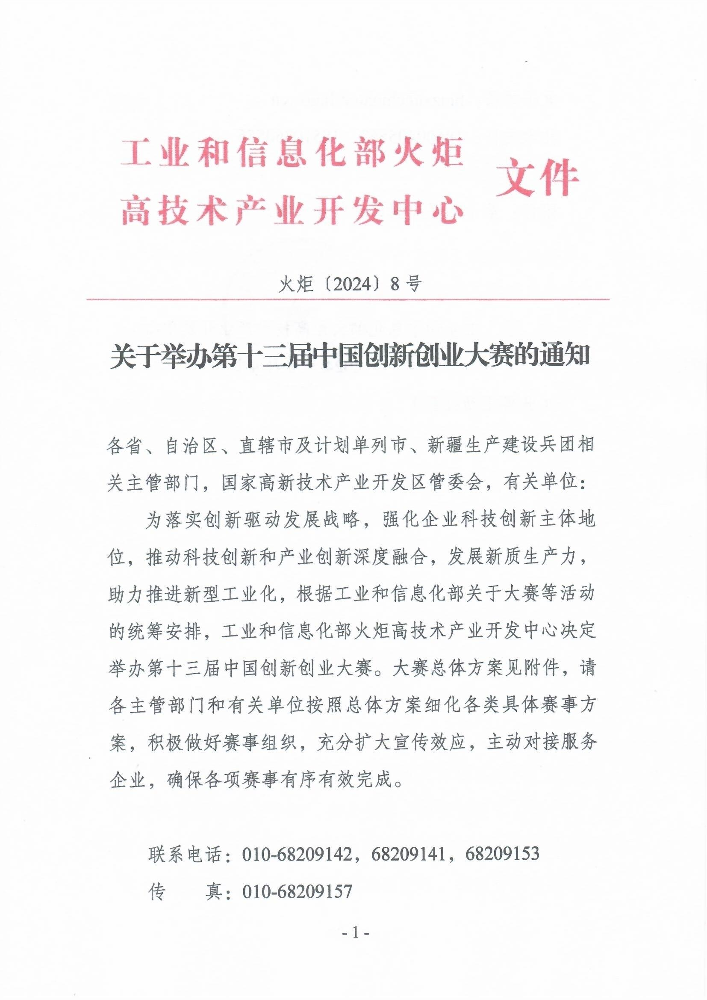 工业和信息化部火炬
高技术产业开发中心
文件
火炬〔2024〕8 号
关于举办第十三届中国创新创业大赛的通知
各省、自治区、直辖市及计划单列市、新疆生产建设兵团相
关主管部门，国家高新技术产业开发区管委会，有关单位：
为落实创新驱动发展战略，强化企业科技创新主体地
位，推动科技创新和产业创新深度融合，发展新质生产力，
助力推进新型工业化，根据工业和信息化部关于大赛等活动
的统筹安排，工业和信息化部火炬高技术产业开发中心决定
举办第十三届中国创新创业大赛。大赛总体方案见附件，请
各主管部门和有关单位按照总体方案细化各类具体赛事方
案，积极做好赛事组织，充分扩大宣传效应，主动对接服务
企业，确保各项赛事有序有效完成。
联系电话：010-68209142，68209141，68209153
传　　真：010-68209157
- 1 -